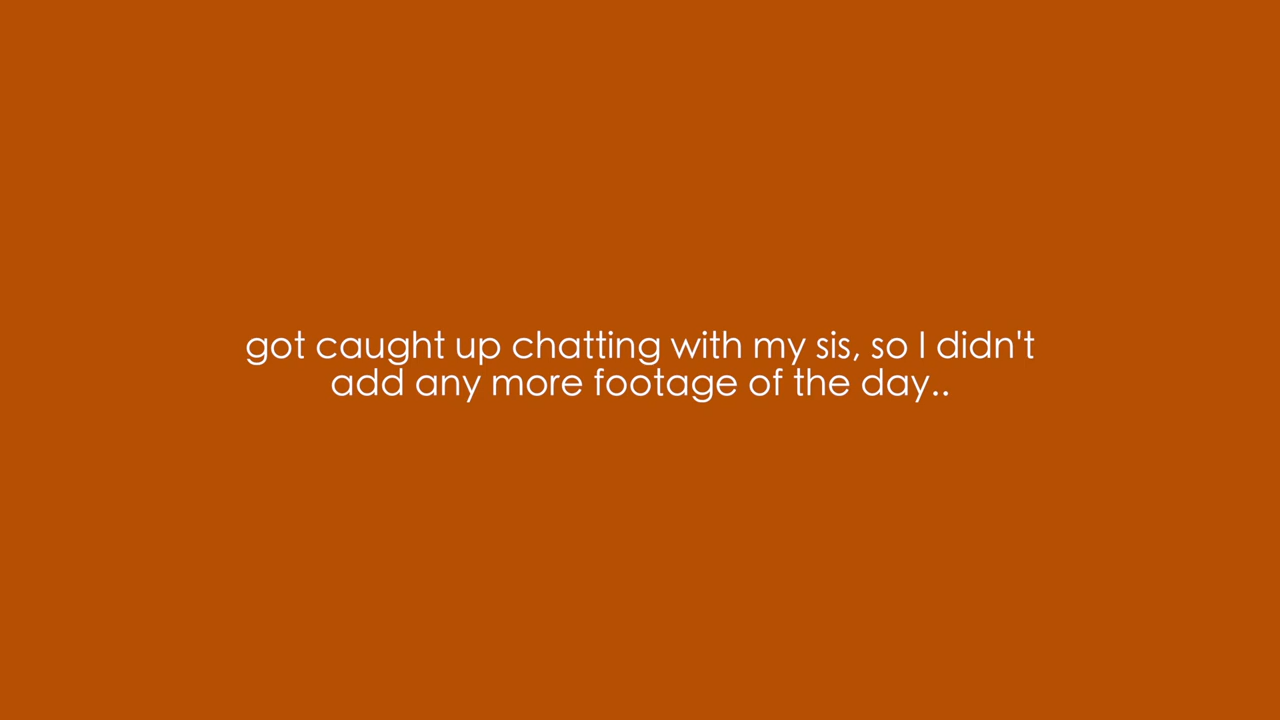 got caught up chatting with my sis, so I didn't
add any more footage of the day..